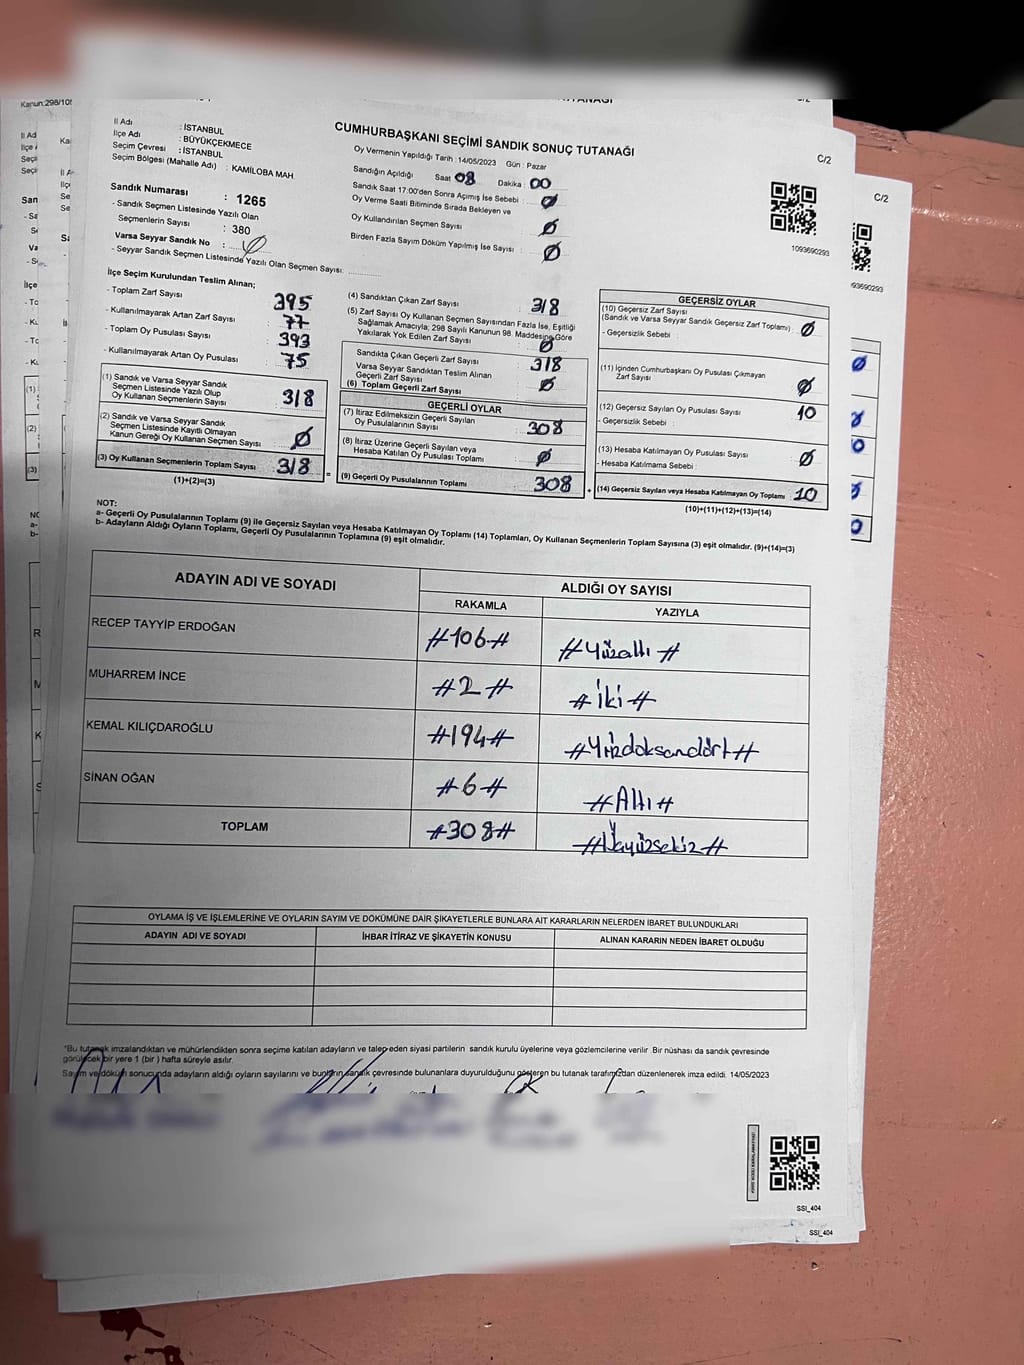 Kanun:298/105
C/2
İl Adı : İSTANBUL
İlçe Adı : BÜYÜKÇEKMECE
Seçim Çevresi : İSTANBUL
Seçim Bölgesi (Mahalle Adı) : KAMİLOBA MAH.
CUMHURBAŞKANI SEÇİMİ SANDIK SONUÇ TUTANAĞI
Oy Vermenin Yapıldığı Tarih : 14/05/2023 Gün : Pazar
Sandığın Açıldığı Saat 08 Dakika : 00
Sandık Saat 17:00'den Sonra Açımış İse Sebebi : Ø
Oy Verme Saati Bitiminde Sırada Bekleyen ve
Oy Kullandırılan Seçmen Sayısı Ø
Birden Fazla Sayım Döküm Yapılmış İse Sayısı Ø
1093690293
C/2
Sandık Numarası : 1265
- Sandık Seçmen Listesinde Yazılı Olan
Seçmenlerin Sayısı : 380
Varsa Seyyar Sandık No : Ø
- Seyyar Sandık Seçmen Listesinde Yazılı Olan Seçmen Sayısı:
İlçe Seçim Kurulundan Teslim Alınan;
- Toplam Zarf Sayısı 395
- Kullanılmayarak Artan Zarf Sayısı : 77
- Toplam Oy Pusulası Sayısı 393
- Kullanılmayarak Artan Oy Pusulası 75
(1) Sandık ve Varsa Seyyar Sandık
Seçmen Listesinde Yazılı Olup
Oy Kullanan Seçmenlerin Sayısı 318
(2) Sandık ve Varsa Seyyar Sandık
Seçmen Listesinde Kayıtlı Olmayan
Kanun Gereği Oy Kullanan Seçmen Sayısı Ø
(3) Oy Kullanan Seçmenlerin Toplam Sayısı 318
(1)+(2)=(3)
(4) Sandıktan Çıkan Zarf Sayısı 318
(5) Zarf Sayısı Oy Kullanan Seçmen Sayısından Fazla İse, Eşitliği
Sağlamak Amacıyla; 298 Sayılı Kanunun 98. Maddesine Göre
Yakılarak Yok Edilen Zarf Sayısı Ø
Sandıkta Çıkan Geçerli Zarf Sayısı 318
Varsa Seyyar Sandıktan Teslim Alınan
Geçerli Zarf Sayısı Ø
(6) Toplam Geçerli Zarf Sayısı
GEÇERLİ OYLAR
(7) İtiraz Edilmeksizin Geçerli Sayılan
Oy Pusulalarının Sayısı 308
(8) İtiraz Üzerine Geçerli Sayılan veya
Hesaba Katılan Oy Pusulası Toplamı Ø
(9) Geçerli Oy Pusulalarının Toplamı 308
GEÇERSİZ OYLAR
(10) Geçersiz Zarf Sayısı
(Sandık ve Varsa Seyyar Sandık Geçersiz Zarf Toplamı) : Ø
- Geçersizlik Sebebi :
(11) İçinden Cumhurbaşkanı Oy Pusulası Çıkmayan
Zarf Sayısı Ø
(12) Geçersiz Sayılan Oy Pusulası Sayısı 10
- Geçersizlik Sebebi :
(13) Hesaba Katılmayan Oy Pusulası Sayısı Ø
- Hesaba Katılmama Sebebi :
(14) Geçersiz Sayılan veya Hesaba Katılmayan Oy Toplamı 10
(10)+(11)+(12)+(13)=(14)
NOT:
a- Geçerli Oy Pusulalarının Toplamı (9) ile Geçersiz Sayılan veya Hesaba Katılmayan Oy Toplamı (14) Toplamları, Oy Kullanan Seçmenlerin Toplam Sayısına (3) eşit olmalıdır. (9)+(14)=(3)
b- Adayların Aldığı Oyların Toplamı, Geçerli Oy Pusulalarının Toplamına (9) eşit olmalıdır.
ADAYIN ADI VE SOYADI ALDIĞI OY SAYISI
RAKAMLA YAZIYLA
RECEP TAYYİP ERDOĞAN #106# #Yüzaltı#
MUHARREM İNCE #2# #İki#
KEMAL KILIÇDAROĞLU #194# #Yüzdoksandört#
SİNAN OĞAN #6# #Altı#
TOPLAM #308# #Üçyüzsekiz#
OYLAMA İŞ VE İŞLEMLERİNE VE OYLARIN SAYIM VE DÖKÜMÜNE DAİR ŞİKAYETLERLE BUNLARA AİT KARARLARIN NELERDEN İBARET BULUNDUKLARI
ADAYIN ADI VE SOYADI İHBAR İTİRAZ VE ŞİKAYETİN KONUSU ALINAN KARARIN NEDEN İBARET OLDUĞU
*Bu tutanak imzalandıktan ve mühürlendikten sonra seçime katılan adayların ve talep eden siyasi partilerin sandık kurulu üyelerine veya gözlemcilerine verilir .Bir nüshası da sandık çevresinde
görülecek bir yere 1 (bir ) hafta süreyle asılır.
Sayım ve döküm sonucunda adayların aldığı oyların sayılarını ve bunların sandık çevresinde bulunanlara duyurulduğunu gösteren bu tutanak tarafımızdan düzenlenerek imza edildi. 14/05/2023
SSI_404
SSI_404